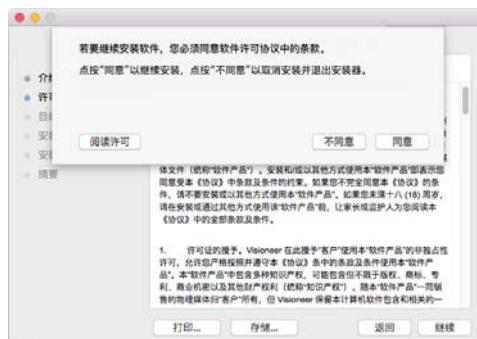 若要继续安装软件，您必须同意软件许可协议中的条款。
点按"同意"以继续安装，点按"不同意"以取消安装并退出安装器。
阅读许可
不同意
同意
介
许
目
安
安
摘要
体文件（统称"软件产品"）。安装和/或以其他方式使用本"软件产品"即表示您
同意受本《协议》中条款及条件的约束。如果您不完全同意本《协议》的条
件，请不要安装或以其他方式使用本"软件产品"。如果您未满十八 (18) 周岁，
请在安装或通过其他方式使用该"软件产品"前，让家长或监护人为您阅读本
《协议》中的全部条款及条件。
1. 许可证的授予。Visioneer 在此授予"客户"使用本"软件产品"的非独占性
许可，允许您严格按照并遵守本《协议》条中的条款及条件使用本"软件产
品"。本"软件产品"中包含多种知识产权，可能包含但不限于版权、商标、专
利、商业机密以及其他财产权利（统称"知识产权"）。随本"软件产品"一同销
售的物理媒体归"客户"所有，但 Visioneer 保留本计算机软件包含和相关的一
打印...
存储...
返回
继续